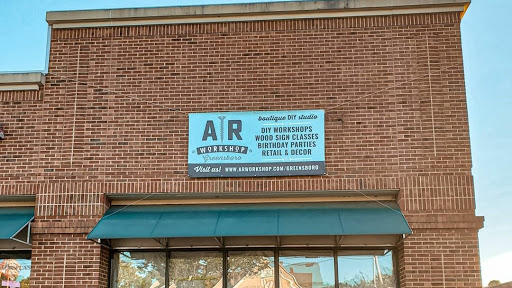 AR
WORKSHOP
Greensboro
boutique DIY studio
DIY WORKSHOPS
WOOD SIGN CLASSES
BIRTHDAY PARTIES
RETAIL & DECOR
Visit us! WWW.ARWORKSHOP.COM/GREENSBORO